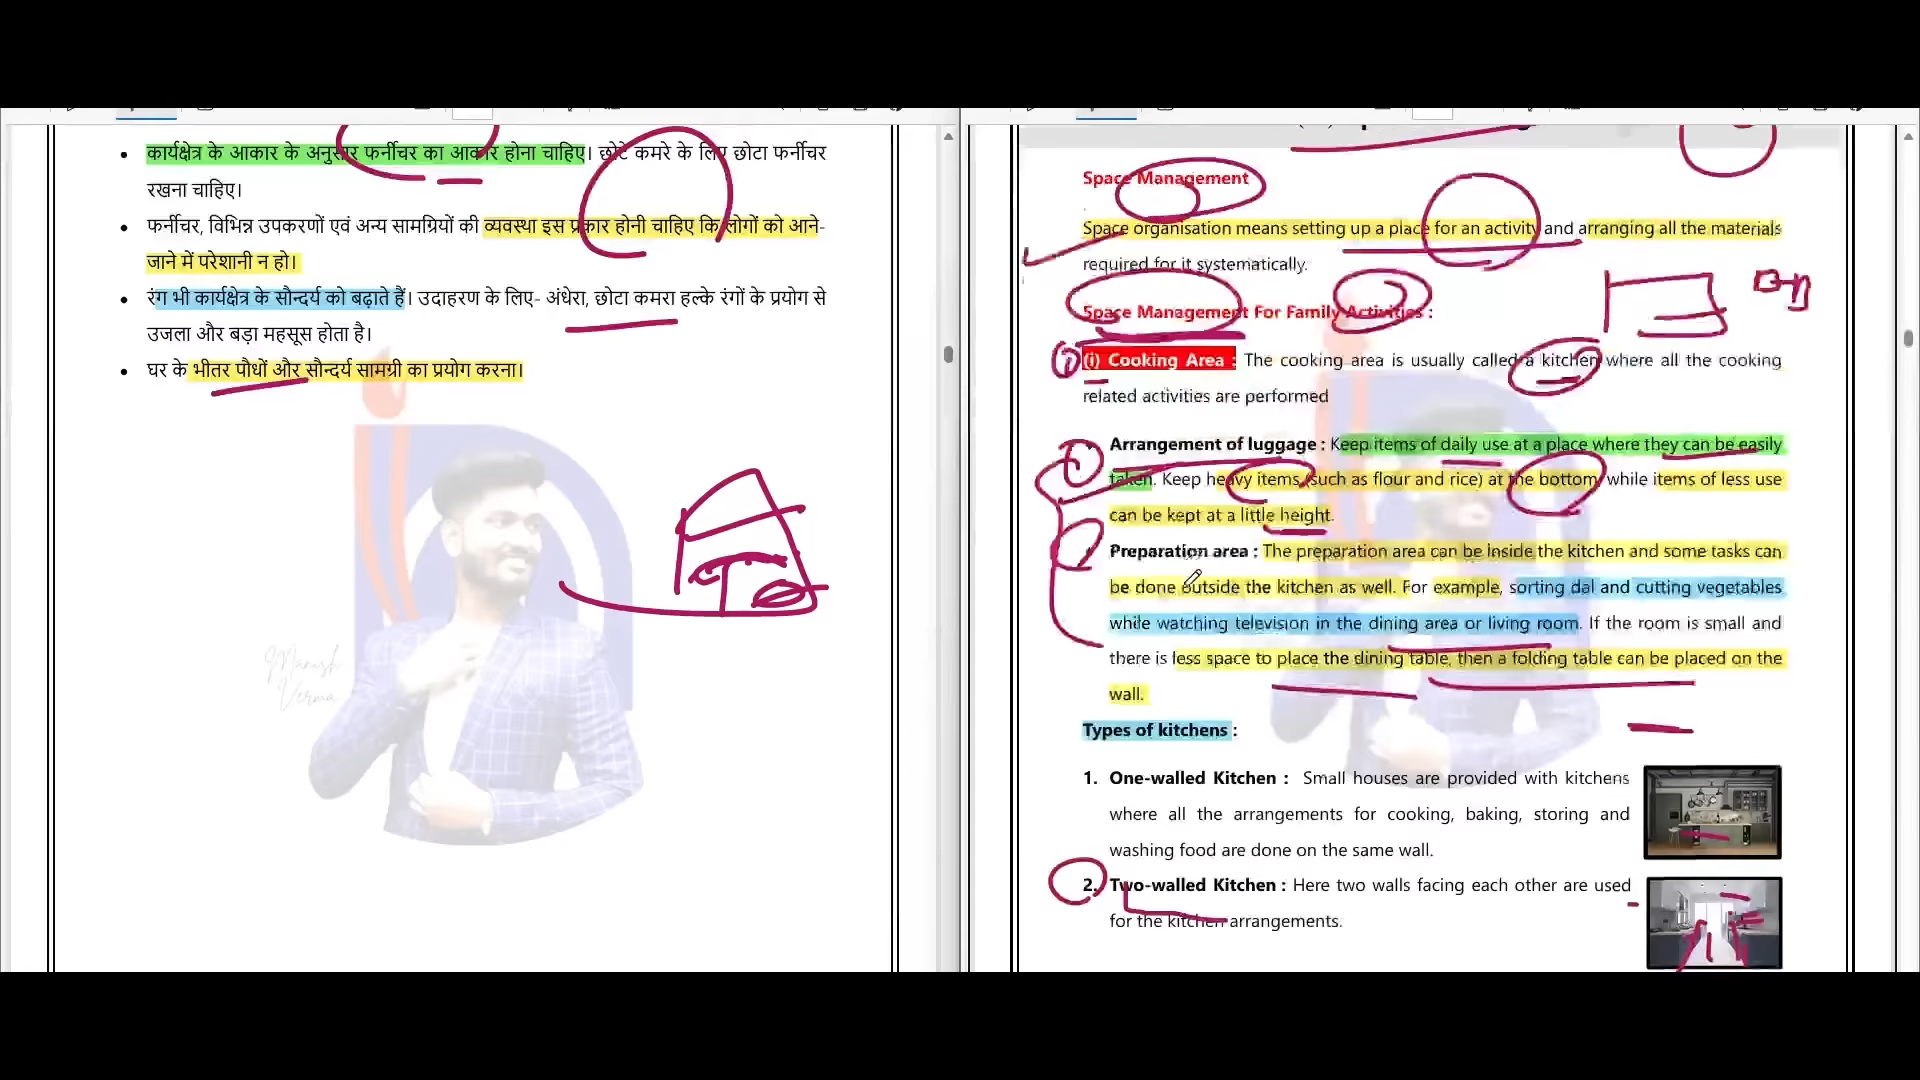 कार्यक्षेत्र के आकार के अनुसार फर्नीचर का आकार होना चाहिए। छोटे कमरे के लिए छोटा फर्नीचर
रखना चाहिए।
फर्नीचर, विभिन्न उपकरणों एवं अन्य सामग्रियों की व्यवस्था इस प्रकार होनी चाहिए कि लोगों को आने-
जाने में परेशानी न हो।
रंग भी कार्यक्षेत्र के सौन्दर्य को बढ़ाते हैं। उदाहरण के लिए- अंधेरा, छोटा कमरा हल्के रंगों के प्रयोग से
उजला और बड़ा महसूस होता है।
घर के भीतर पौधों और सौन्दर्य सामग्री का प्रयोग करना।
Manish
Verma
Space Management
Space organisation means setting up a place for an activity and arranging all the materials
required for it systematically.
Space Management For Family Activities :
(i) Cooking Area : The cooking area is usually called a kitchen where all the cooking
related activities are performed
Arrangement of luggage : Keep items of daily use at a place where they can be easily
taken. Keep heavy items (such as flour and rice) at the bottom, while items of less use
can be kept at a little height.
Preparation area : The preparation area can be inside the kitchen and some tasks can
be done outside the kitchen as well. For example, sorting dal and cutting vegetables
while watching television in the dining area or living room. If the room is small and
there is less space to place the dining table, then a folding table can be placed on the
wall.
Types of kitchens :
1. One-walled Kitchen : Small houses are provided with kitchens
where all the arrangements for cooking, baking, storing and
washing food are done on the same wall.
2. Two-walled Kitchen : Here two walls facing each other are used
for the kitchen arrangements.